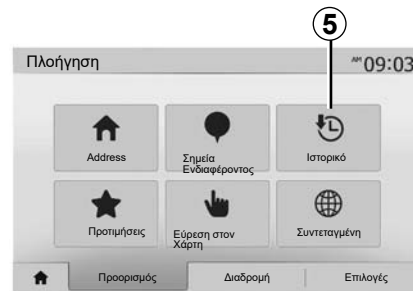 5
Πλοήγηση AM 09:03
Address
Σημεία
Ενδιαφέροντος
Ιστορικό
Προτιμήσεις
Εύρεση στον
Χάρτη
Συντεταγμένη
Προορισμός Διαδρομή Επιλογές